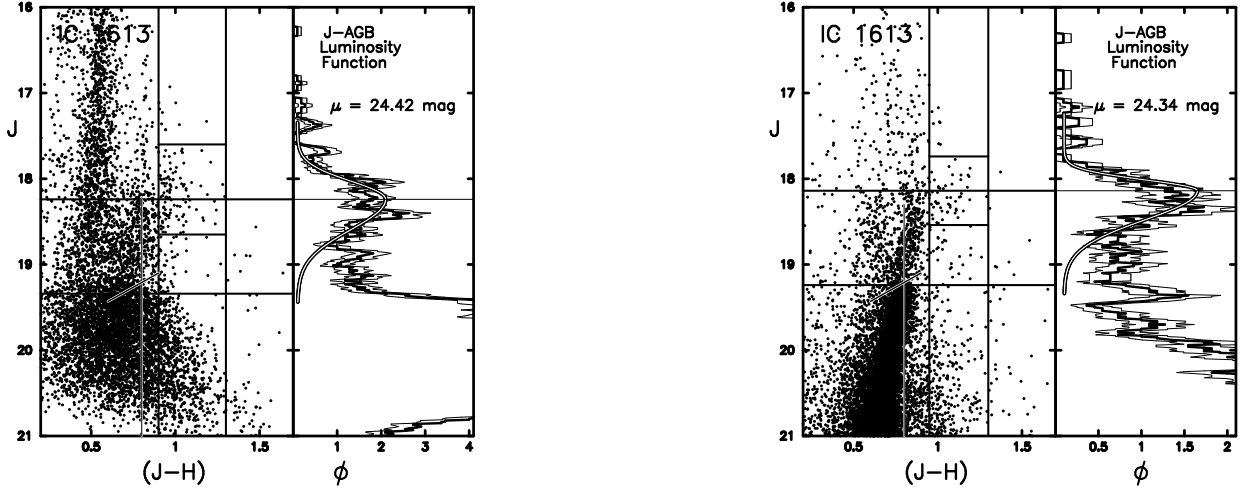 16
17
18
19
20
21
J
IC 1613
0.5
1
1.5
(J-H)
J-AGB
Luminosity
Function
μ = 24.42 mag
1
2
3
4
ϕ
16
17
18
19
20
21
J
IC 1613
0.5
1
1.5
(J-H)
J-AGB
Luminosity
Function
μ = 24.34 mag
0.5
1
1.5
2
ϕ